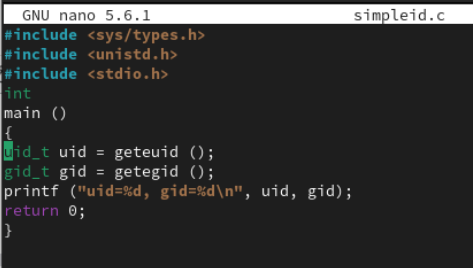 GNU nano 5.6.1 simpleid.c
#include <sys/types.h>
#include <unistd.h>
#include <stdio.h>
int
main ()
{
uid_t uid = geteuid ();
gid_t gid = getegid ();
printf ("uid=%d, gid=%d\n", uid, gid);
return 0;
}